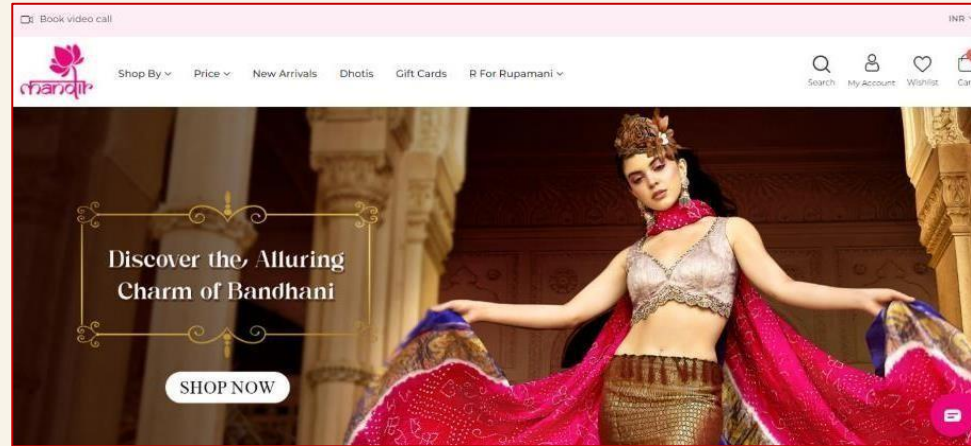 Book video call
INR
mandir
Shop By
Price
New Arrivals
Dhotis
Gift Cards
R For Rupamani
Search
My Account
Wishlist
Car
Discover the Alluring
Charm of Bandhani
SHOP NOW